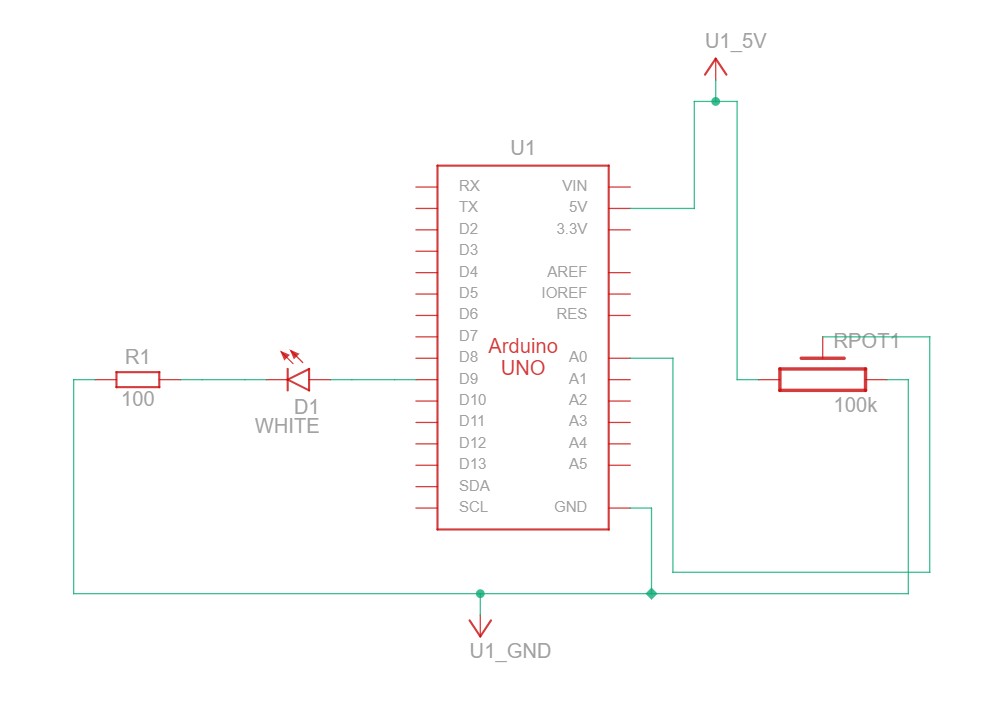 U1_5V
U1
RX VIN
TX 5V
D2 3.3V
D3
D4 AREF
D5 IOREF
D6 RES
D7
Arduino
UNO
D8 A0
D9 A1
D10 A2
D11 A3
D12 A4
D13 A5
SDA
SCL GND
R1
100
D1
WHITE
RPOT1
100k
U1_GND